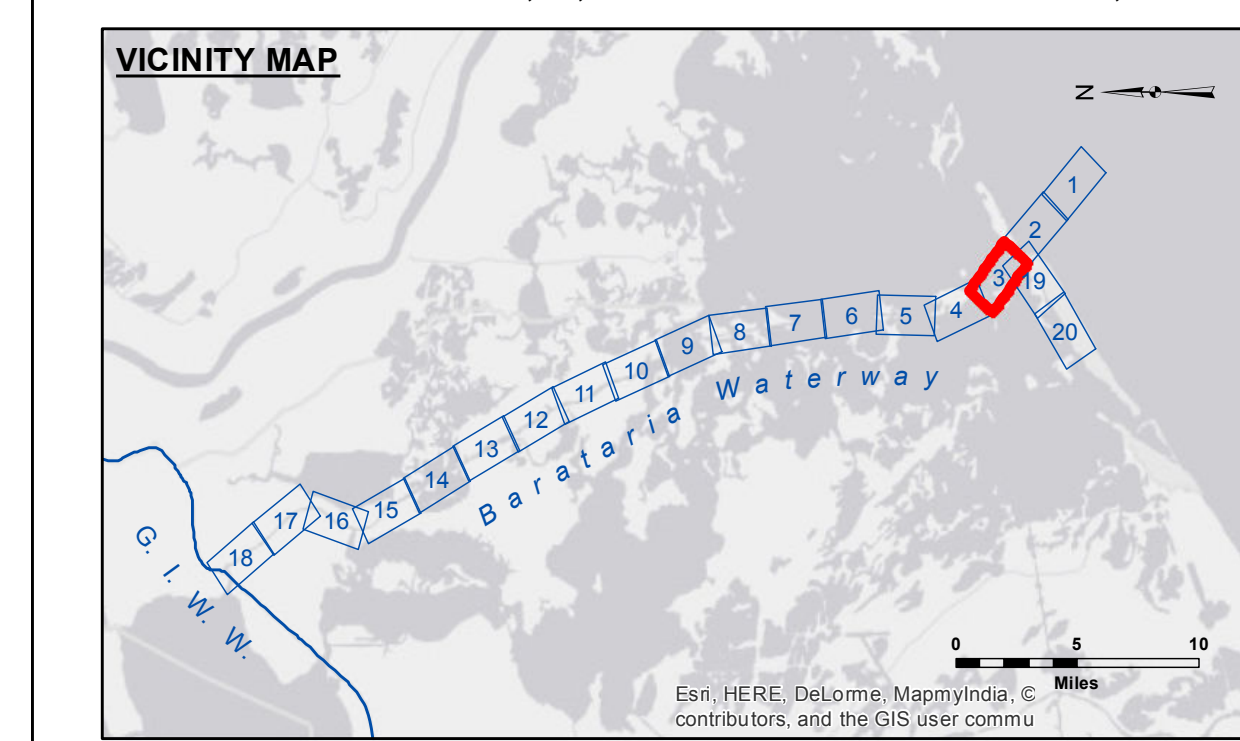 VICINITY MAP
N
1
2
3
19
4
20
5
6
7
8
9
10
11
12
13
14
15
16
17
18
Barataria Waterway
G. I. W. W.
0 5 10
Miles
Esri, HERE, DeLorme, MapmyIndia, ©
contributors, and the GIS user commu